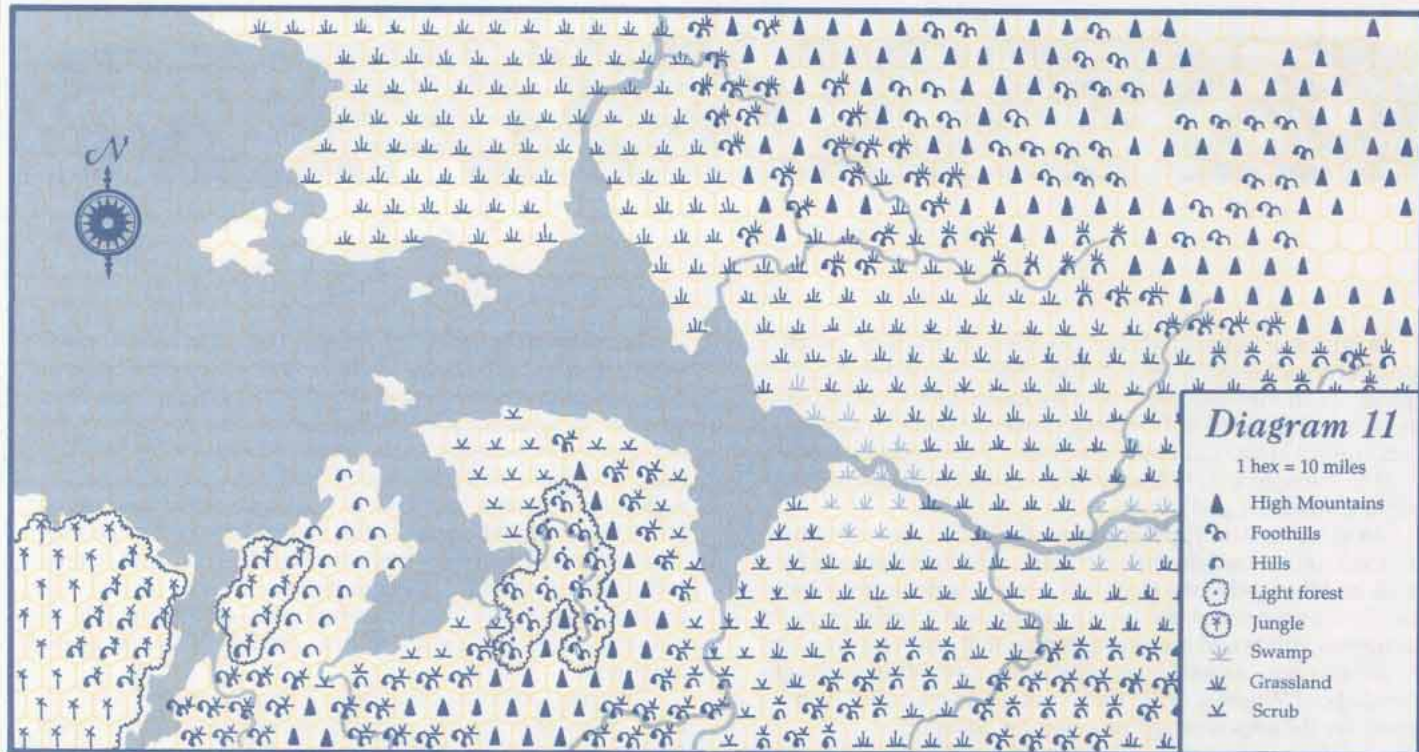 N
Diagram 11
1 hex = 10 miles
High Mountains
Foothills
Hills
Light forest
Jungle
Swamp
Grassland
Scrub